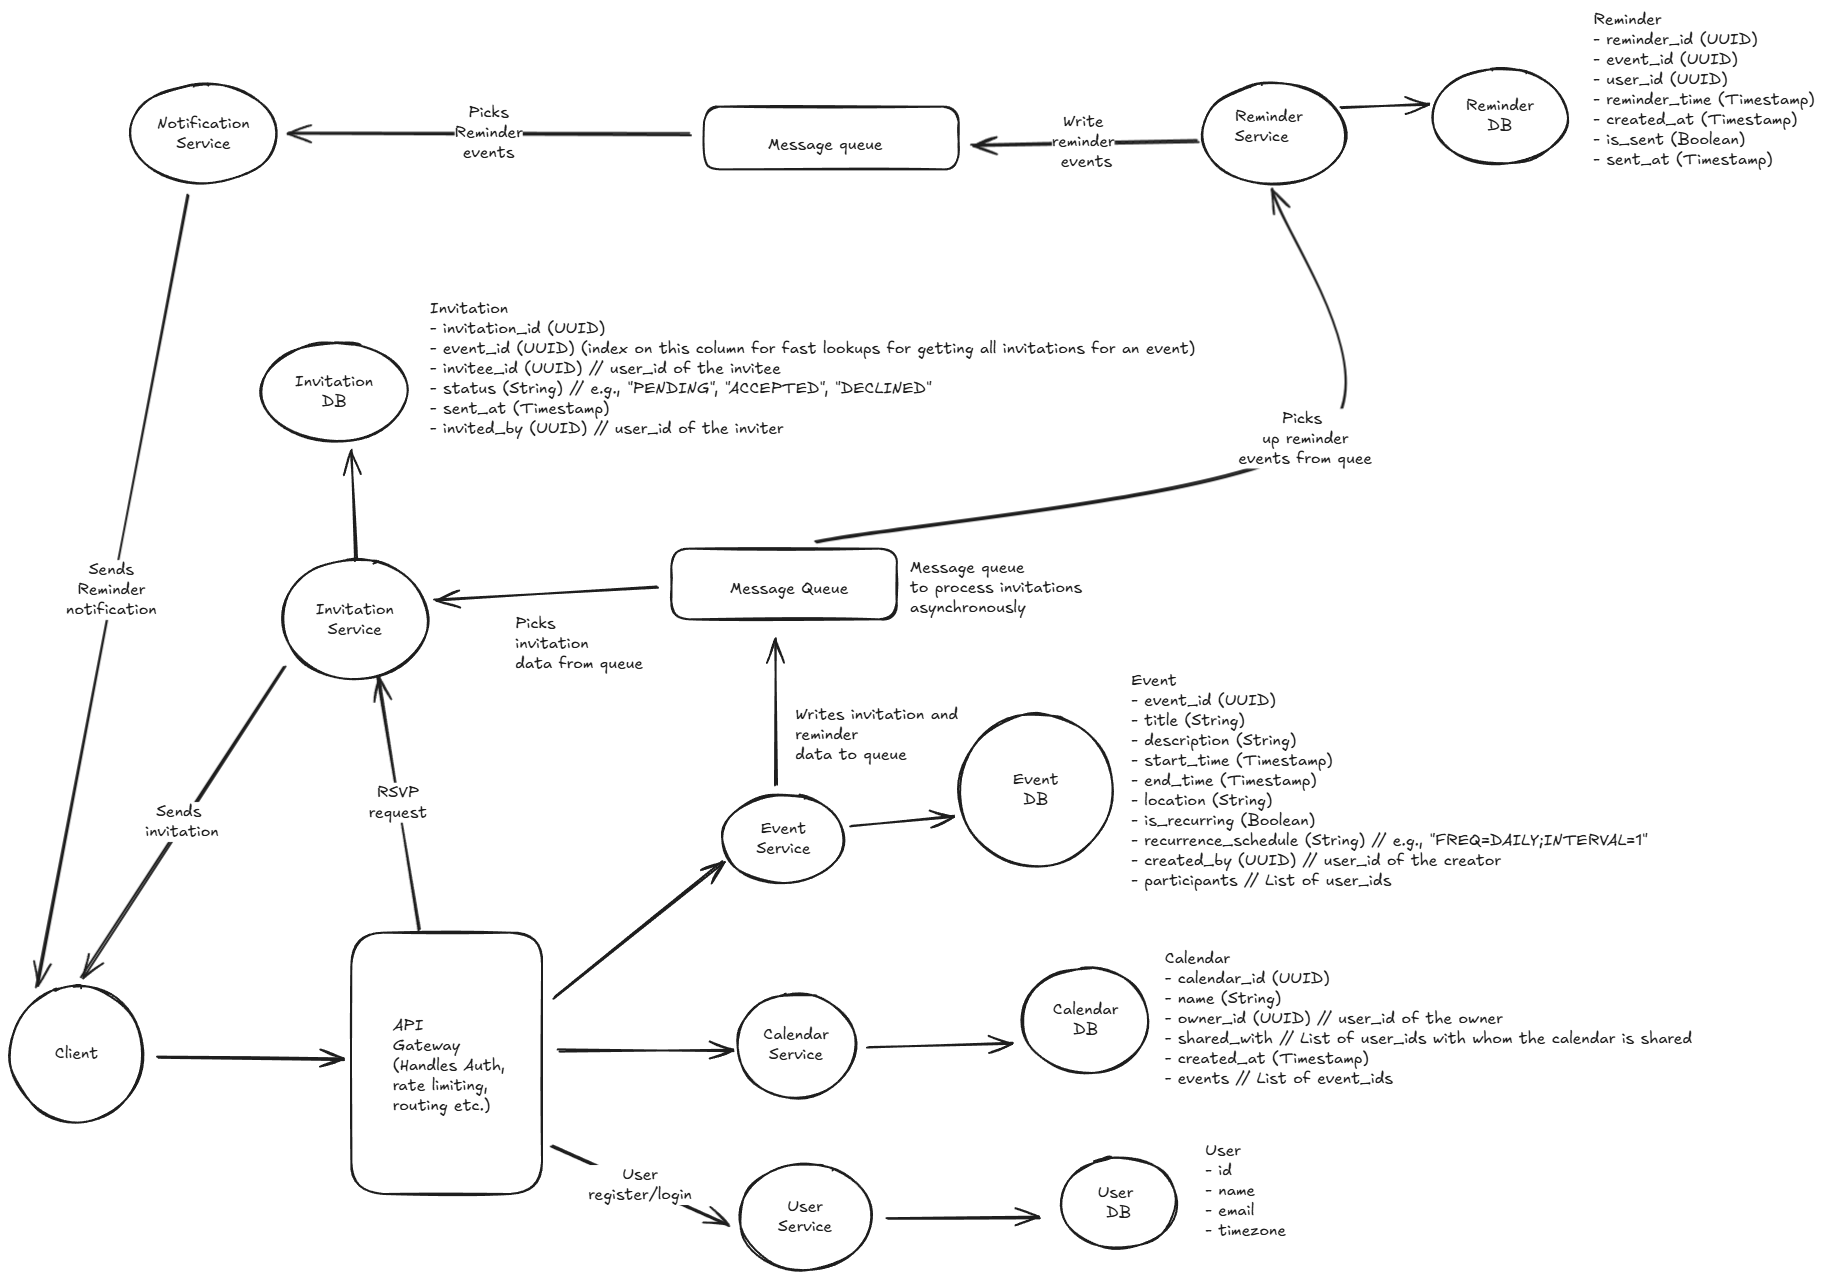 Reminder
- reminder_id (UUID)
- event_id (UUID)
- user_id (UUID)
- reminder_time (Timestamp)
- created_at (Timestamp)
- is_sent (Boolean)
- sent_at (Timestamp)
Notification
Service
Picks
Reminder
events
Message queue
Write
reminder
events
Reminder
Service
Reminder
DB
Invitation
- invitation_id (UUID)
- event_id (UUID) (index on this column for fast lookups for getting all invitations for an event)
- invitee_id (UUID) // user_id of the invitee
- status (String) // e.g., "PENDING", "ACCEPTED", "DECLINED"
- sent_at (Timestamp)
- invited_by (UUID) // user_id of the inviter
Invitation
DB
Picks
up reminder
events from quee
Sends
Reminder
notification
Invitation
Service
Message Queue
Message queue
to process invitations
asynchronously
Picks
invitation
data from queue
Writes invitation and
reminder
data to queue
Event
- event_id (UUID)
- title (String)
- description (String)
- start_time (Timestamp)
- end_time (Timestamp)
- location (String)
- is_recurring (Boolean)
- recurrence_schedule (String) // e.g., "FREQ=DAILY;INTERVAL=1"
- created_by (UUID) // user_id of the creator
- participants // List of user_ids
Event
DB
Sends
invitation
RSVP
request
Event
Service
Calendar
- calendar_id (UUID)
- name (String)
- owner_id (UUID) // user_id of the owner
- shared_with // List of user_ids with whom the calendar is shared
- created_at (Timestamp)
- events // List of event_ids
Client
API
Gateway
(Handles Auth,
rate limiting,
routing etc.)
Calendar
Service
Calendar
DB
User
register/login
User
Service
User
DB
User
- id
- name
- email
- timezone